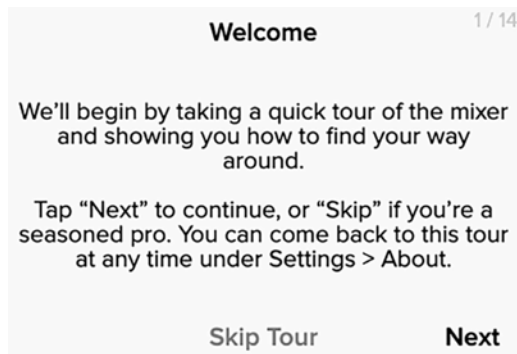 Welcome
1 / 14
We'll begin by taking a quick tour of the mixer
and showing you how to find your way
around.
Tap “Next” to continue, or “Skip” if you're a
seasoned pro. You can come back to this tour
at any time under Settings > About.
Skip Tour
Next